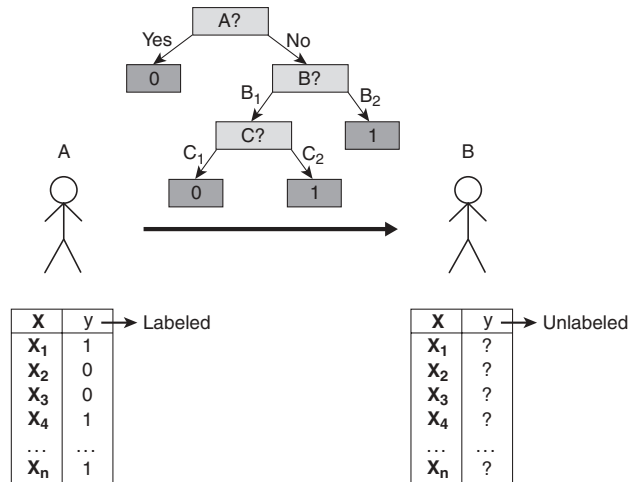 A?
Yes No
0 B?
B₁ B₂
C? 1
A C₁ C₂ B
0 1
X y Labeled
X₁ 1
X₂ 0
X₃ 0
X₄ 1
... ...
Xₙ 1
X y Unlabeled
X₁ ?
X₂ ?
X₃ ?
X₄ ?
... ...
Xₙ ?